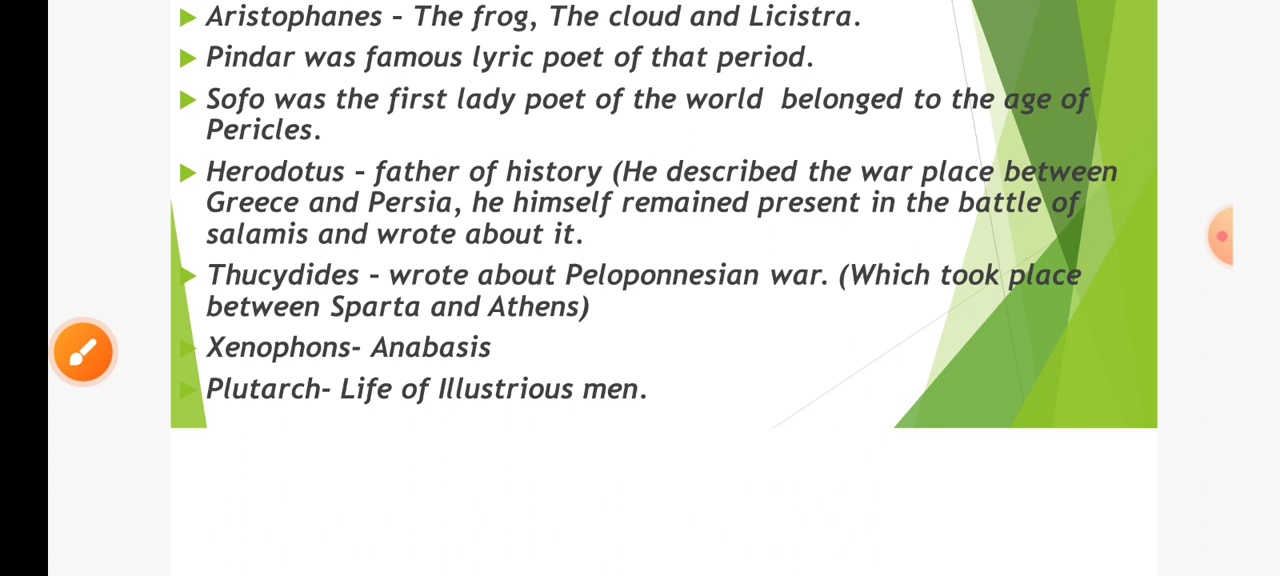 Aristophanes – The frog, The cloud and Licistra.
Pindar was famous lyric poet of that period.
Sofo was the first lady poet of the world belonged to the age of
Pericles.
Herodotus – father of history (He described the war place between
Greece and Persia, he himself remained present in the battle of
salamis and wrote about it.
Thucydides – wrote about Peloponnesian war. (Which took place
between Sparta and Athens)
Xenophons- Anabasis
Plutarch- Life of Illustrious men.